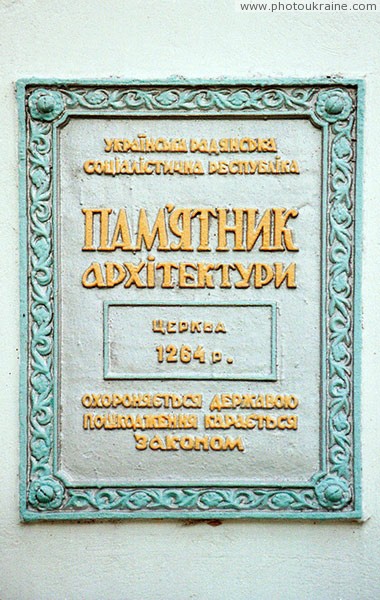 www.photoukraine.com
УКРАЇНСЬКА РАДЯНСЬКА
СОЦІАЛІСТИЧНА РЕСПУБЛІКА
ПАМ'ЯТНИК
АРХІТЕКТУРИ
ЦЕРКВА
1264 р.
ОХОРОНЯЄТЬСЯ ДЕРЖАВОЮ
ПОШКОДЖЕННЯ КАРАЄТЬСЯ
ЗАКОНОМ